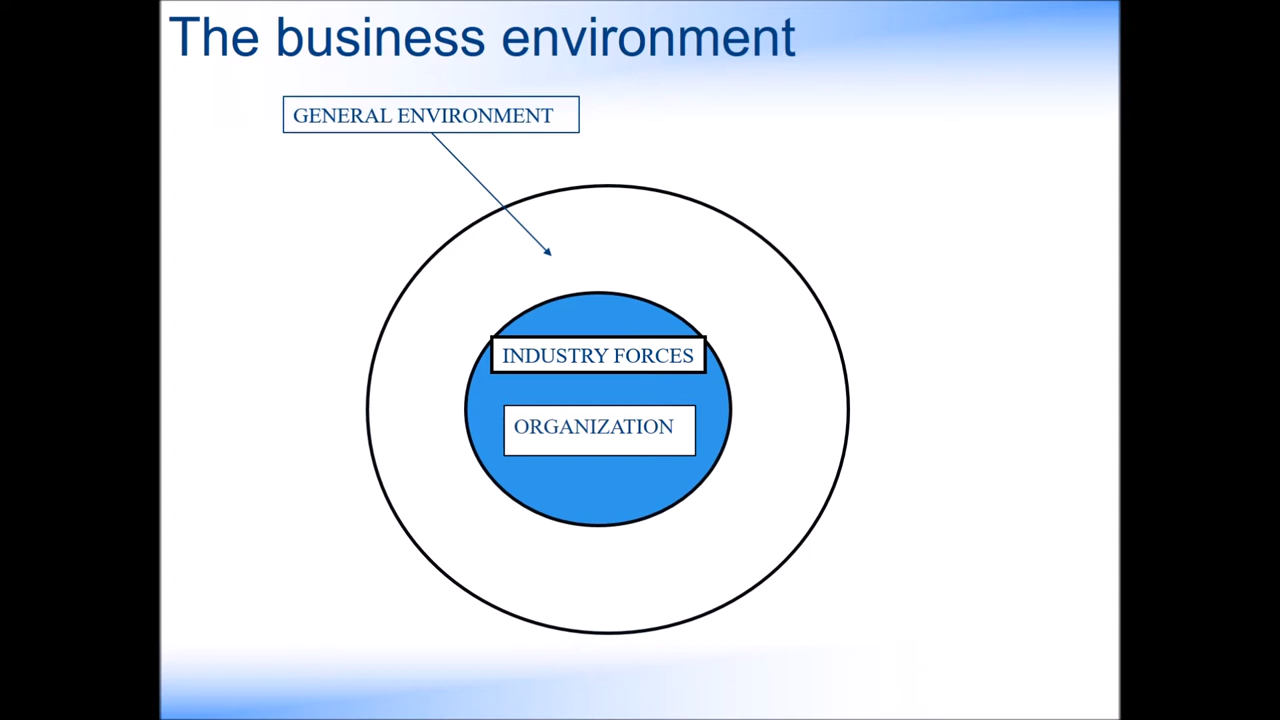 The business environment
GENERAL ENVIRONMENT
INDUSTRY FORCES
ORGANIZATION